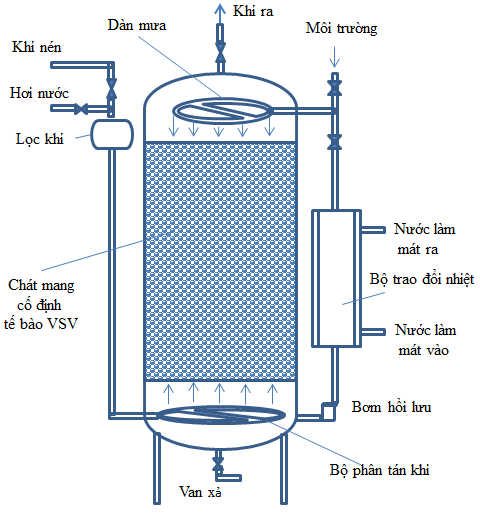 Khí ra
Dàn mưa
Môi trường
Khí nén
Hơi nước
Lọc khí
Nước làm
mát ra
Bộ trao đổi nhiệt
Chát mang
cố định
tế bào VSV
Nước làm
mát vào
Bơm hồi lưu
Bộ phân tán khí
Van xả